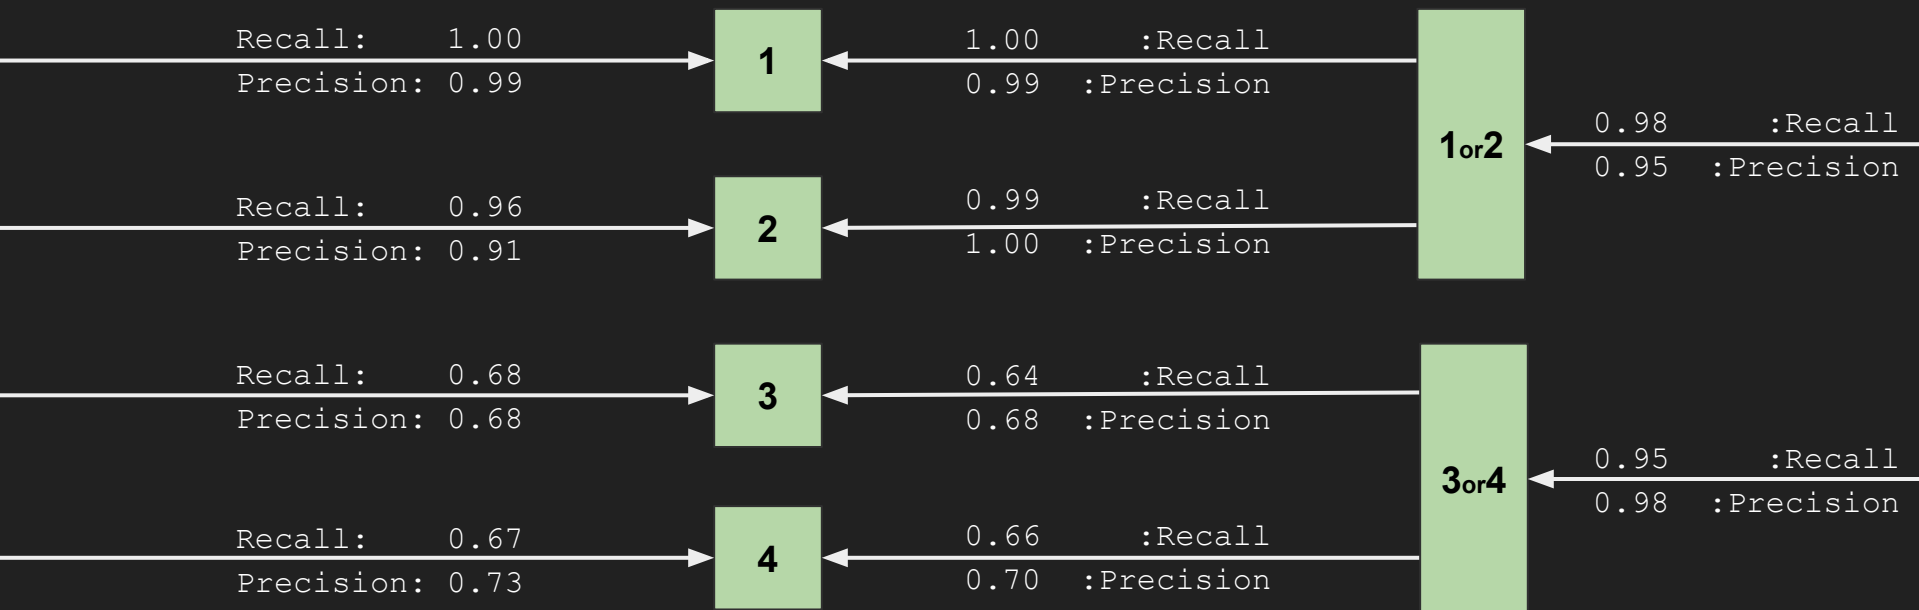 Recall: 1.00
Precision: 0.99
1
1.00 :Recall
0.99 :Precision
1or2
0.98 :Recall
0.95 :Precision
Recall: 0.96
Precision: 0.91
2
0.99 :Recall
1.00 :Precision
Recall: 0.68
Precision: 0.68
3
0.64 :Recall
0.68 :Precision
3or4
0.95 :Recall
0.98 :Precision
Recall: 0.67
Precision: 0.73
4
0.66 :Recall
0.70 :Precision